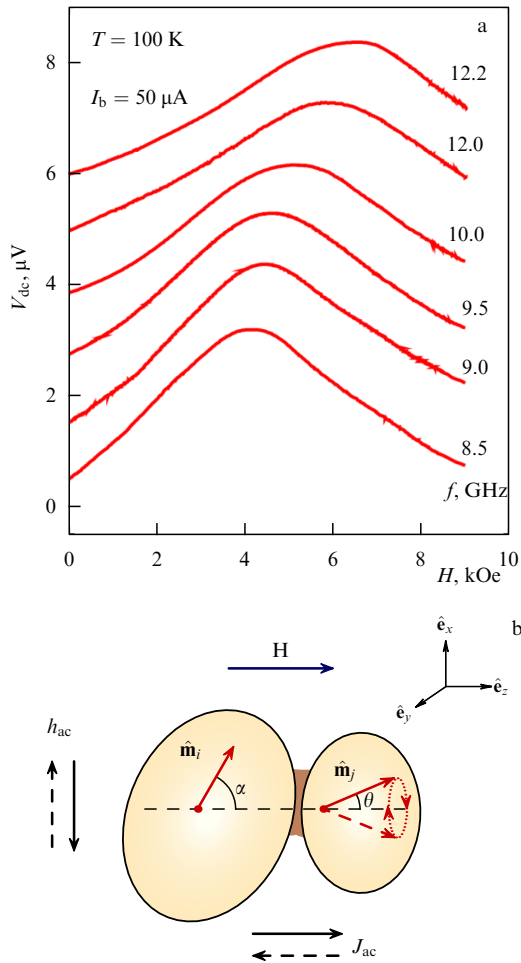 a
T = 100 K
I_b = 50 μA
V_dc, μV
8
6
4
2
0
12.2
12.0
10.0
9.5
9.0
8.5
f, GHz
0 2 4 6 8 10
H, kOe
b
ê_x
H
ê_z
ê_y
h_ac
m̂_i
m̂_j
α
θ
J_ac